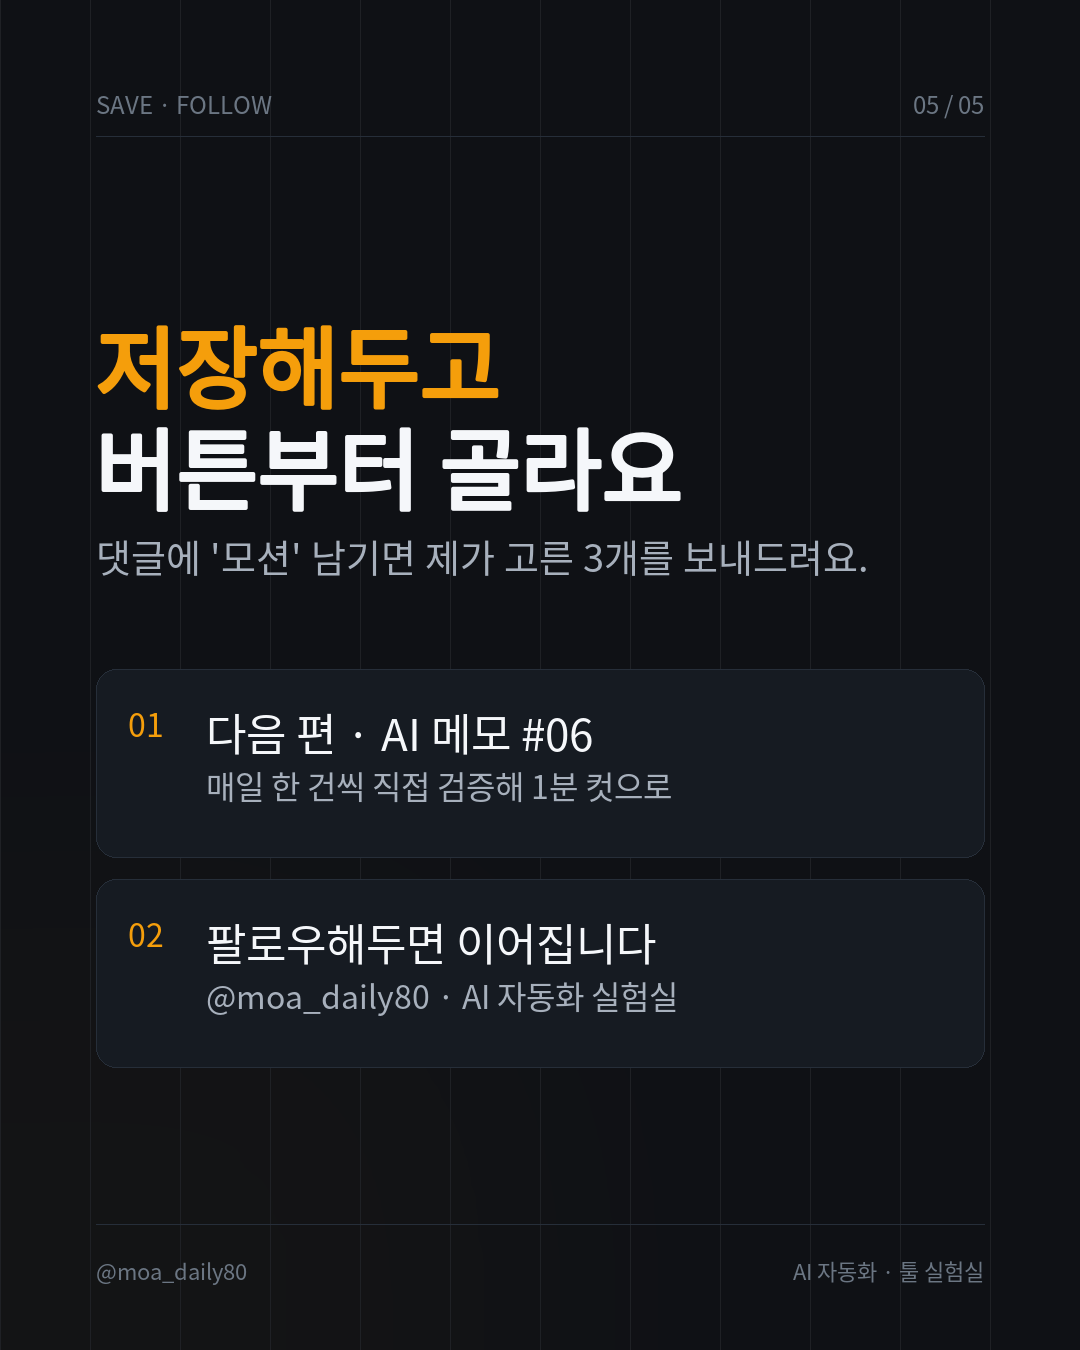 SAVE · FOLLOW
05 / 05
저장해두고
버튼부터 골라요
댓글에 '모션' 남기면 제가 고른 3개를 보내드려요.
01
다음 편 · AI 메모 #06
매일 한 건씩 직접 검증해 1분 컷으로
02
팔로우해두면 이어집니다
@moa_daily80 · AI 자동화 실험실
@moa_daily80
AI 자동화 · 툴 실험실